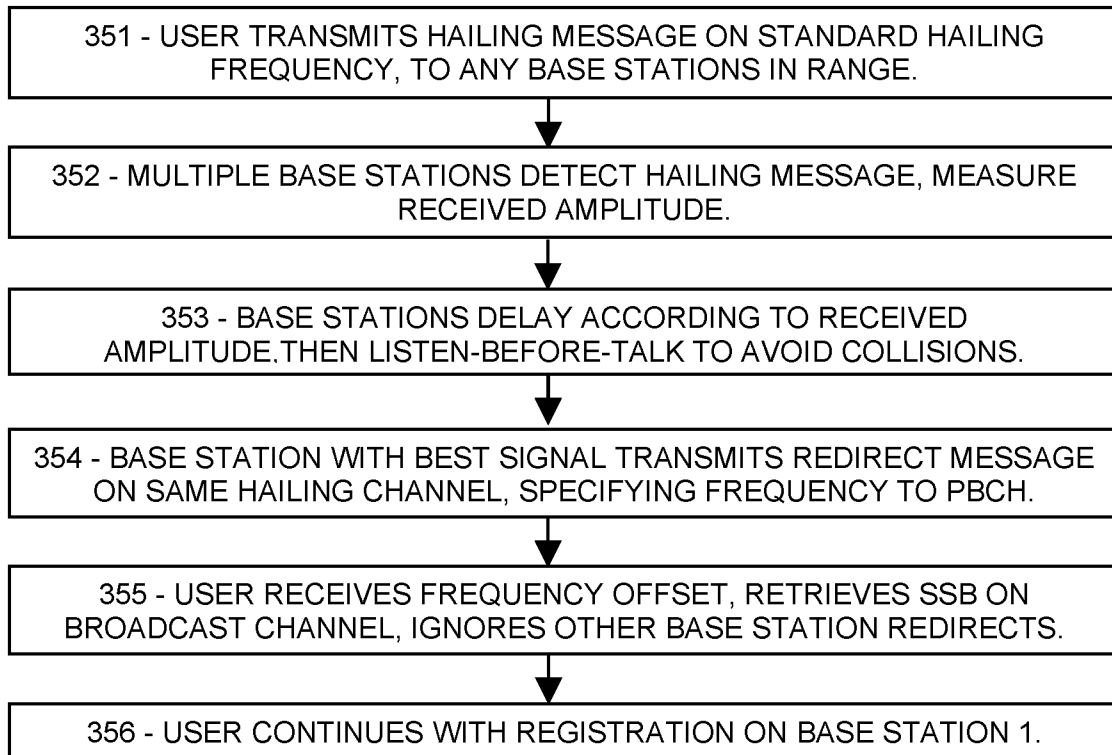 351 - USER TRANSMITS HAILING MESSAGE ON STANDARD HAILING
FREQUENCY, TO ANY BASE STATIONS IN RANGE.
352 - MULTIPLE BASE STATIONS DETECT HAILING MESSAGE, MEASURE
RECEIVED AMPLITUDE.
353 - BASE STATIONS DELAY ACCORDING TO RECEIVED
AMPLITUDE.THEN LISTEN-BEFORE-TALK TO AVOID COLLISIONS.
354 - BASE STATION WITH BEST SIGNAL TRANSMITS REDIRECT MESSAGE
ON SAME HAILING CHANNEL, SPECIFYING FREQUENCY TO PBCH.
355 - USER RECEIVES FREQUENCY OFFSET, RETRIEVES SSB ON
BROADCAST CHANNEL, IGNORES OTHER BASE STATION REDIRECTS.
356 - USER CONTINUES WITH REGISTRATION ON BASE STATION 1.